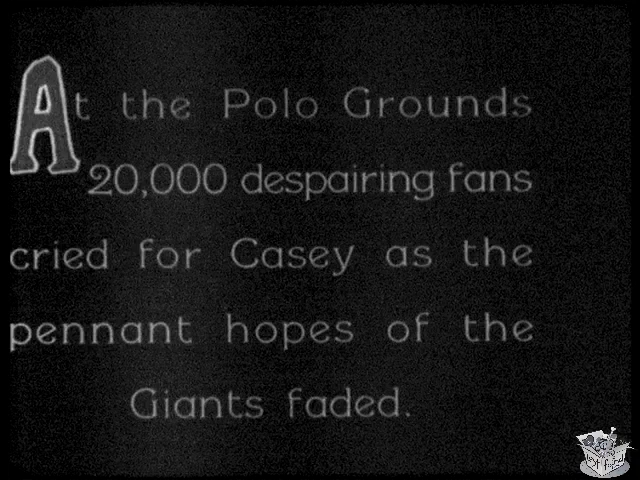 At the Polo Grounds
20,000 despairing fans
cried for Casey as the
pennant hopes of the
Giants faded.